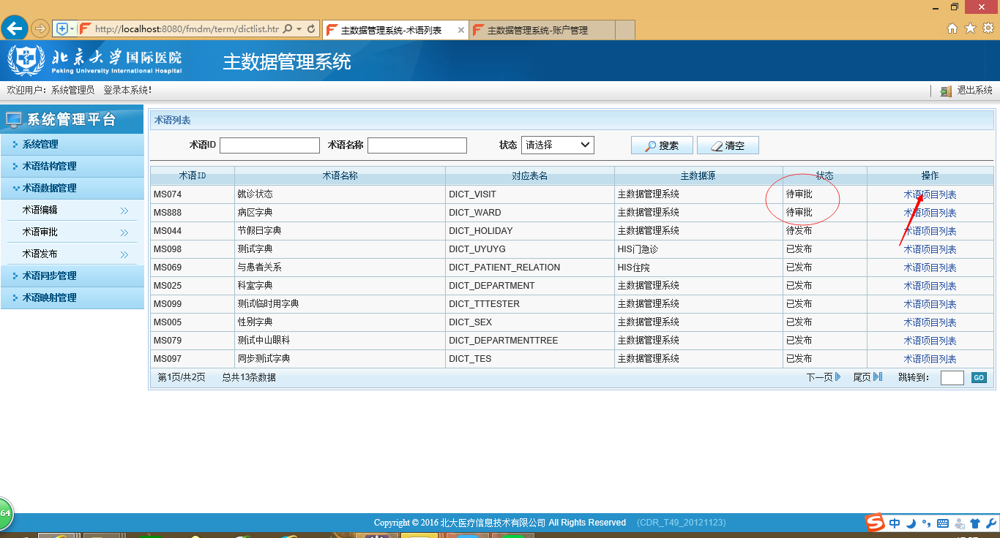 http://localhost:8080/fmdm/term/dictlist.htr
主数据管理系统-术语列表
主数据管理系统-账户管理
北京大学国际医院
Peking University International Hospital
主数据管理系统
欢迎用户：系统管理员 登录本系统!
退出系统
系统管理平台
系统管理
术语结构管理
术语数据管理
术语编辑
术语审批
术语发布
术语同步管理
术语映射管理
术语列表
术语ID 术语名称 状态 请选择 搜索 清空
术语ID 术语名称 对应表名 主数据源 状态 操作
MS074 就诊状态 DICT_VISIT 主数据管理系统 待审批 术语项目列表
MS888 病区字典 DICT_WARD 主数据管理系统 待审批 术语项目列表
MS044 节假日字典 DICT_HOLIDAY 主数据管理系统 待发布 术语项目列表
MS098 测试字典 DICT_UYUYG HIS门急诊 已发布 术语项目列表
MS069 与患者关系 DICT_PATIENT_RELATION HIS住院 已发布 术语项目列表
MS025 科室字典 DICT_DEPARTMENT 主数据管理系统 已发布 术语项目列表
MS099 测试临时用字典 DICT_TTTESTER 主数据管理系统 已发布 术语项目列表
MS005 性别字典 DICT_SEX 主数据管理系统 已发布 术语项目列表
MS079 测试中山眼科 DICT_DEPARTMENTTREE 主数据管理系统 已发布 术语项目列表
MS097 同步测试字典 DICT_TES 主数据管理系统 已发布 术语项目列表
第1页/共2页 总共13条数据 下一页 尾页 跳转到： GO
64
Copyright © 2016 北大医疗信息技术有限公司 All Rights Reserved (CDR_T49_20121123)
中